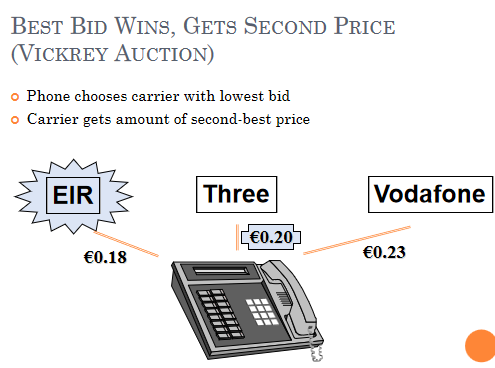 Best Bid Wins, Gets Second Price
(Vickrey Auction)
Phone chooses carrier with lowest bid
Carrier gets amount of second-best price
EIR
Three
Vodafone
€0.18
€0.20
€0.23